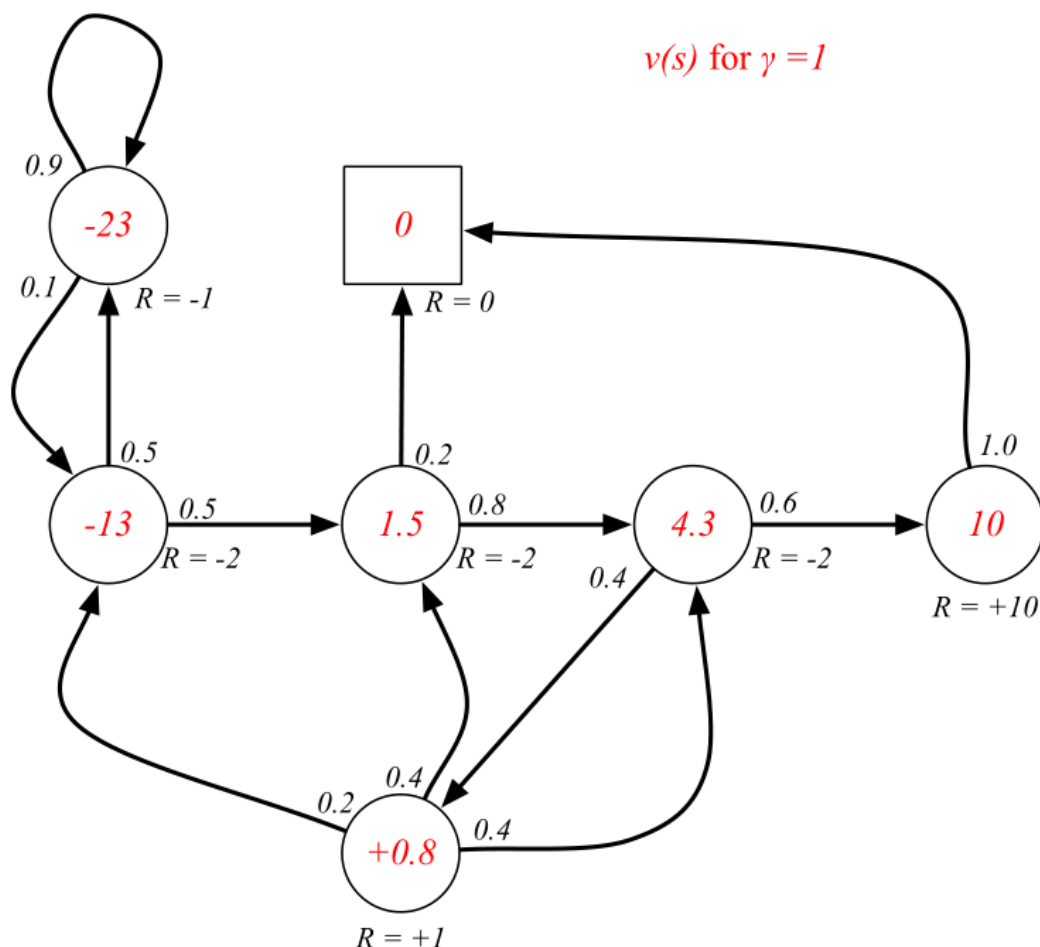 v(s) for γ =1
0.9
-23
0
0.1
R = -1
R = 0
0.5
0.2
1.0
-13
0.5
1.5
0.8
4.3
0.6
10
R = -2
R = -2
R = -2
0.4
R = +10
0.4
0.2
0.4
+0.8
R = +1